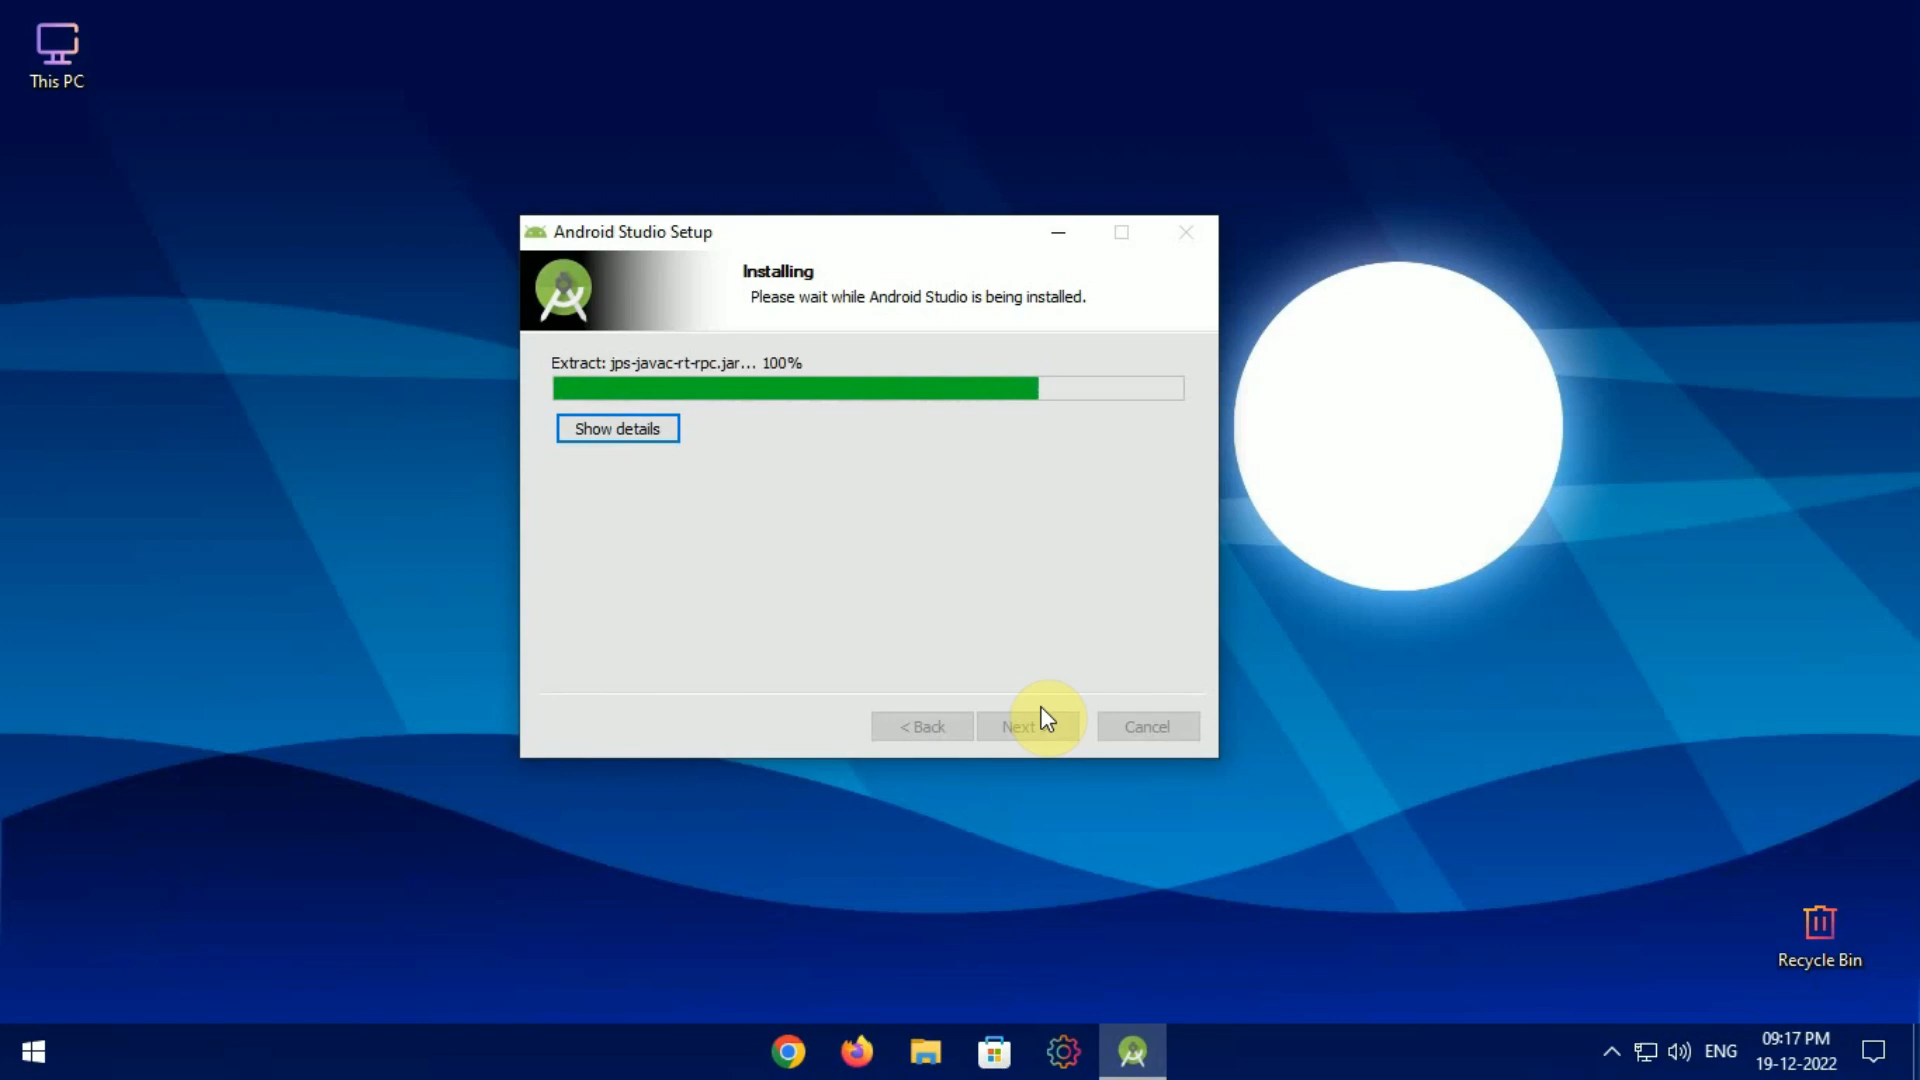 This PC
Android Studio Setup
Installing
Please wait while Android Studio is being installed.
Extract: jps-javac-rt-rpc.jar... 100%
Show details
< Back
Next
Cancel
Recycle Bin
ENG
09:17 PM
19-12-2022